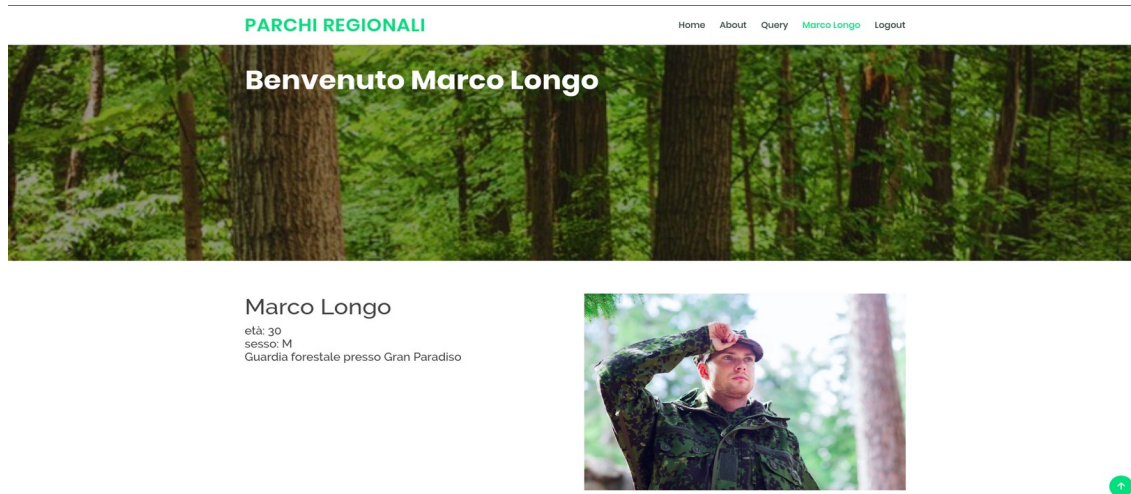 PARCHI REGIONALI
Home About Query Marco Longo Logout
Benvenuto Marco Longo
Marco Longo
età: 30
sesso: M
Guardia forestale presso Gran Paradiso